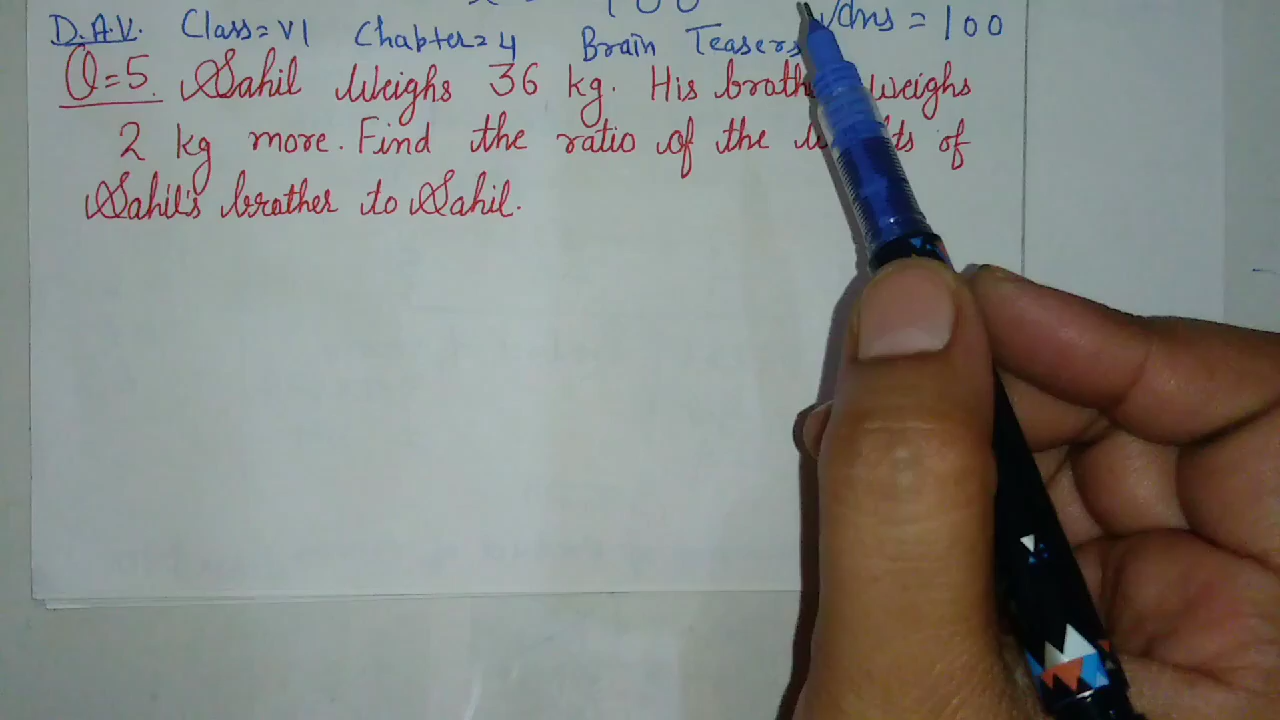 100
D.A.V. Class=VI Chapter=4 Brain Teasers Ans = 100
Q=5. Sahil Weighs 36 kg. His brother weighs
2 kg more. Find the ratio of the of
Sahil's brother to Sahil.